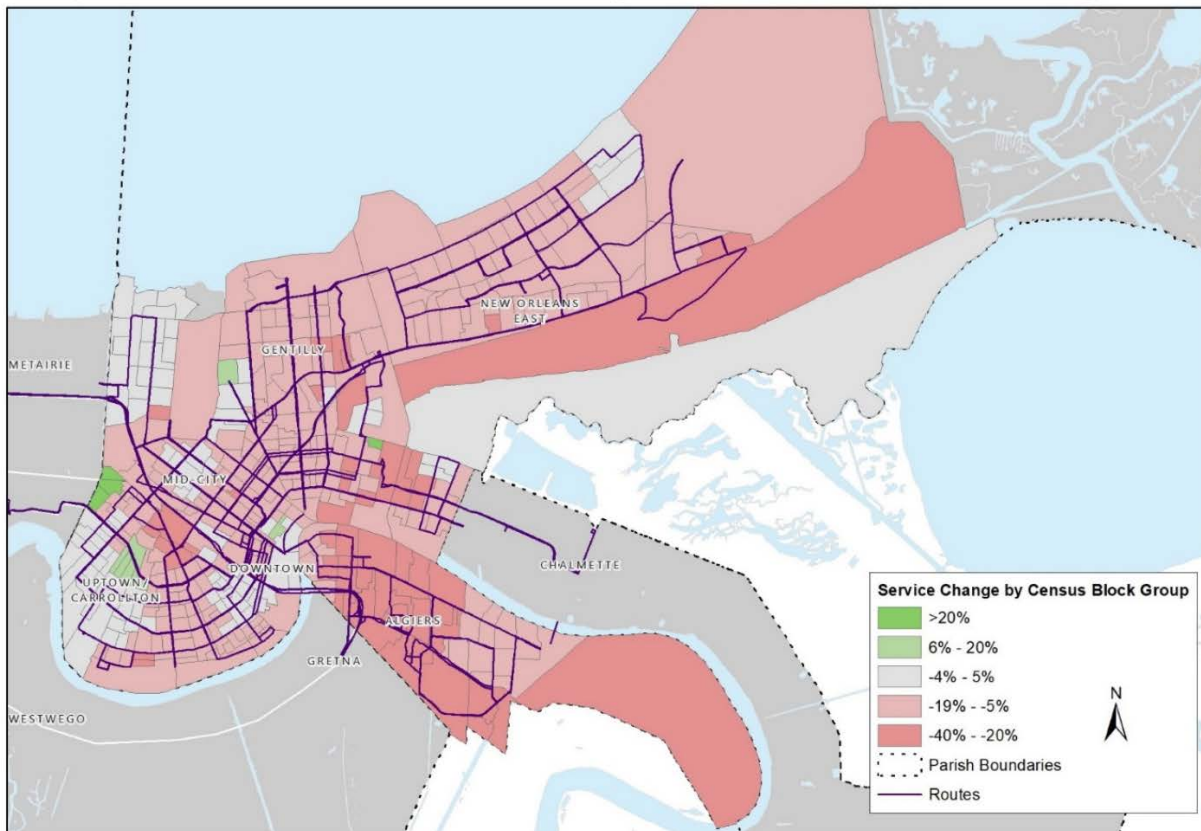 NEW ORLEANS
EAST
GENTILLY
METAIRIE
MID-CITY
DOWNTOWN
CHALMETTE
UPTOWN/
CARROLLTON
ALGIERS
GRETNA
WESTWEGO
Service Change by Census Block Group
>20%
6% - 20%
-4% - 5%
-19% - -5%
-40% - -20%
Parish Boundaries
Routes
N